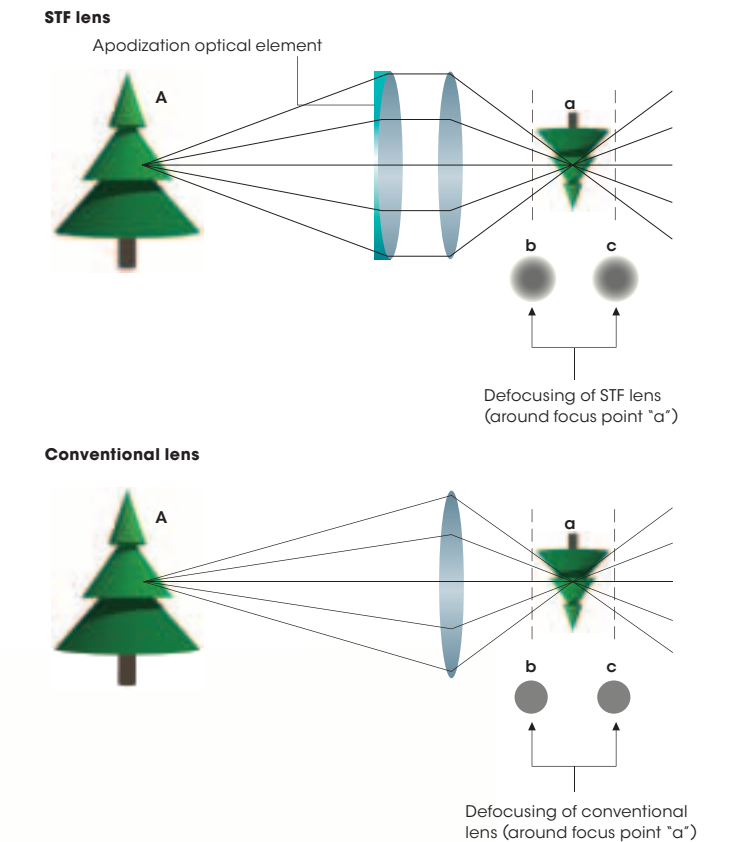 STF lens
Apodization optical element
A
a
b c
Defocusing of STF lens
(around focus point “a”)
Conventional lens
A
a
b c
Defocusing of conventional
lens (around focus point “a”)